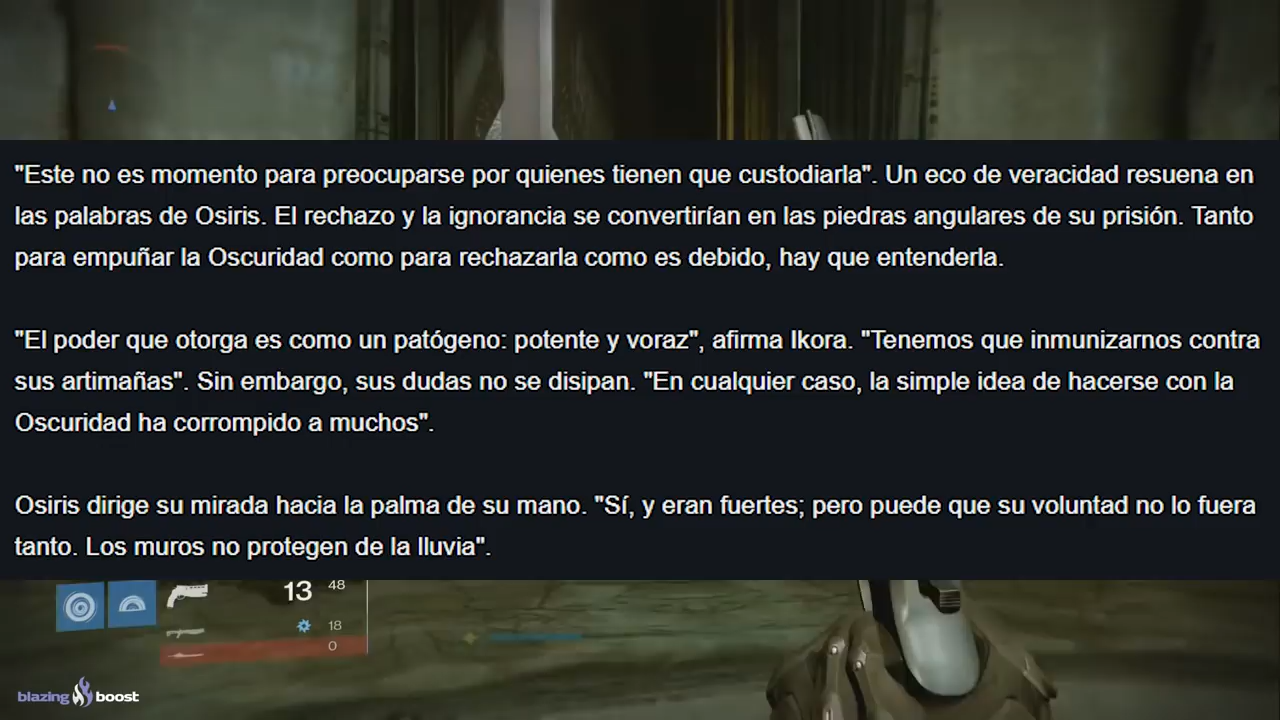 "Este no es momento para preocuparse por quienes tienen que custodiarla". Un eco de veracidad resuena en
las palabras de Osiris. El rechazo y la ignorancia se convertirían en las piedras angulares de su prisión. Tanto
para empuñar la Oscuridad como para rechazarla como es debido, hay que entenderla.
"El poder que otorga es como un patógeno: potente y voraz", afirma Ikora. "Tenemos que inmunizarnos contra
sus artimañas". Sin embargo, sus dudas no se disipan. "En cualquier caso, la simple idea de hacerse con la
Oscuridad ha corrompido a muchos".
Osiris dirige su mirada hacia la palma de su mano. "Sí, y eran fuertes; pero puede que su voluntad no lo fuera
tanto. Los muros no protegen de la lluvia".
13 48
18
0
blazing boost